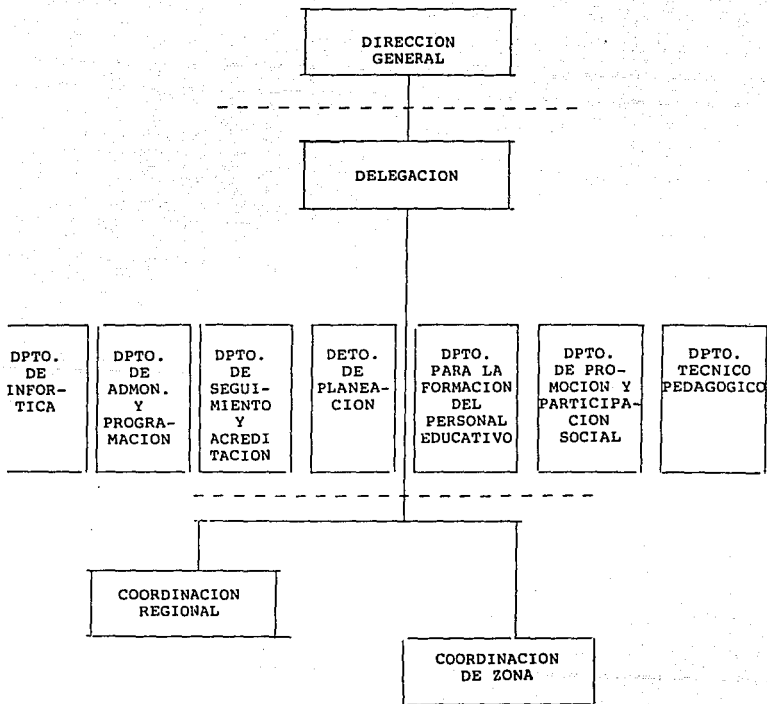 DIRECCION
GENERAL
DELEGACION
DPTO.
DE
INFOR-
TICA
DPTO.
DE
ADMON.
Y
PROGRA-
MACION
DPTO.
DE
SEGUI-
MIENTO
Y
ACREDI
TACION
DETO.
DE
PLANEA-
CION
DPTO.
PARA LA
FORMACION
DEL
PERSONAL
EDUCATIVO
DPTO.
DE PRO-
MOCION Y
PARTICIPA-
CION
SOCIAL
DPTO.
TECNICO
PEDAGOGICO
COORDINACION
REGIONAL
COORDINACION
DE ZONA